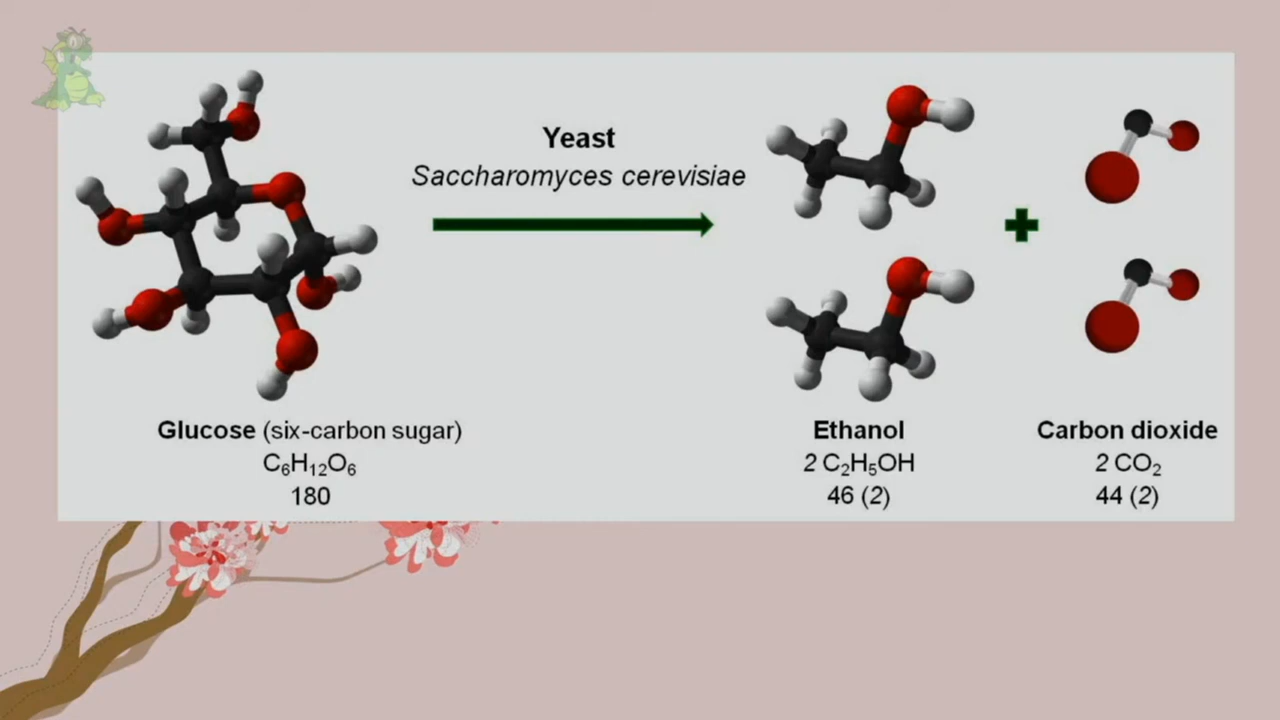 Yeast
Saccharomyces cerevisiae
Glucose (six-carbon sugar)
C₆H₁₂O₆
180
Ethanol
2 C₂H₅OH
46 (2)
Carbon dioxide
2 CO₂
44 (2)